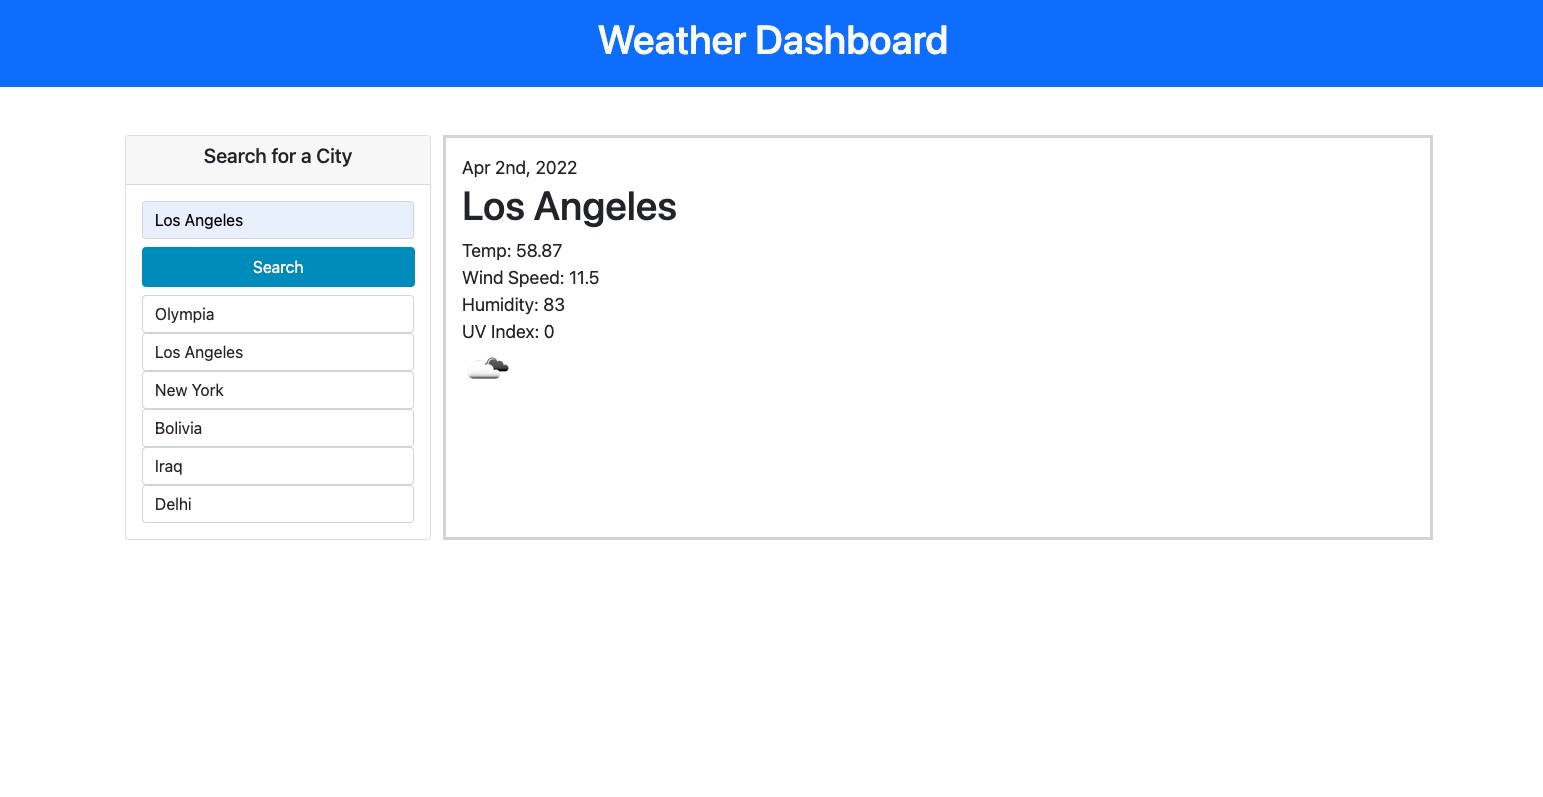 Weather Dashboard
Search for a City
Los Angeles
Search
Olympia
Los Angeles
New York
Bolivia
Iraq
Delhi
Apr 2nd, 2022
Los Angeles
Temp: 58.87
Wind Speed: 11.5
Humidity: 83
UV Index: 0